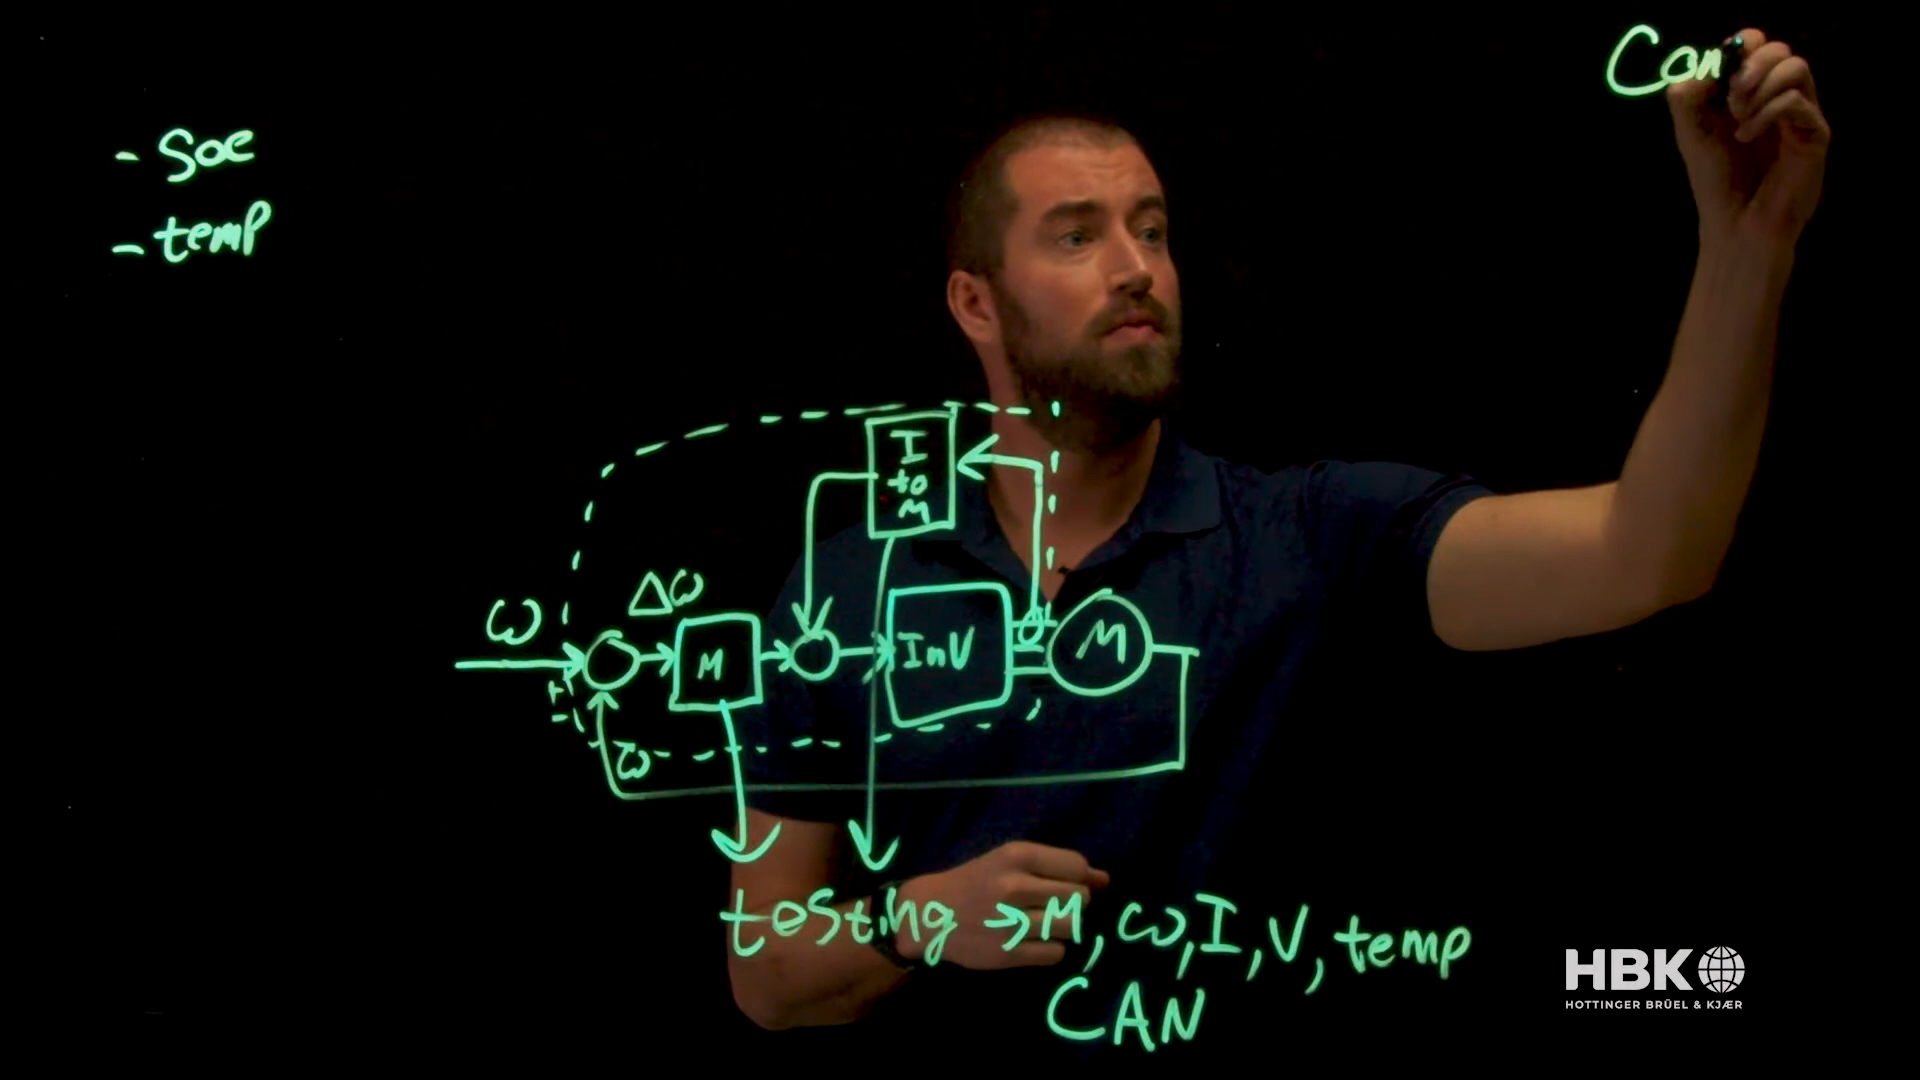 Con
- Soc
- temp
I
to
M
ω
Δω
M
InV
M
+
-
ω
testing → M, ω, I, V, temp
CAN
HBK
HOTTINGER BRÜEL & KJÆR